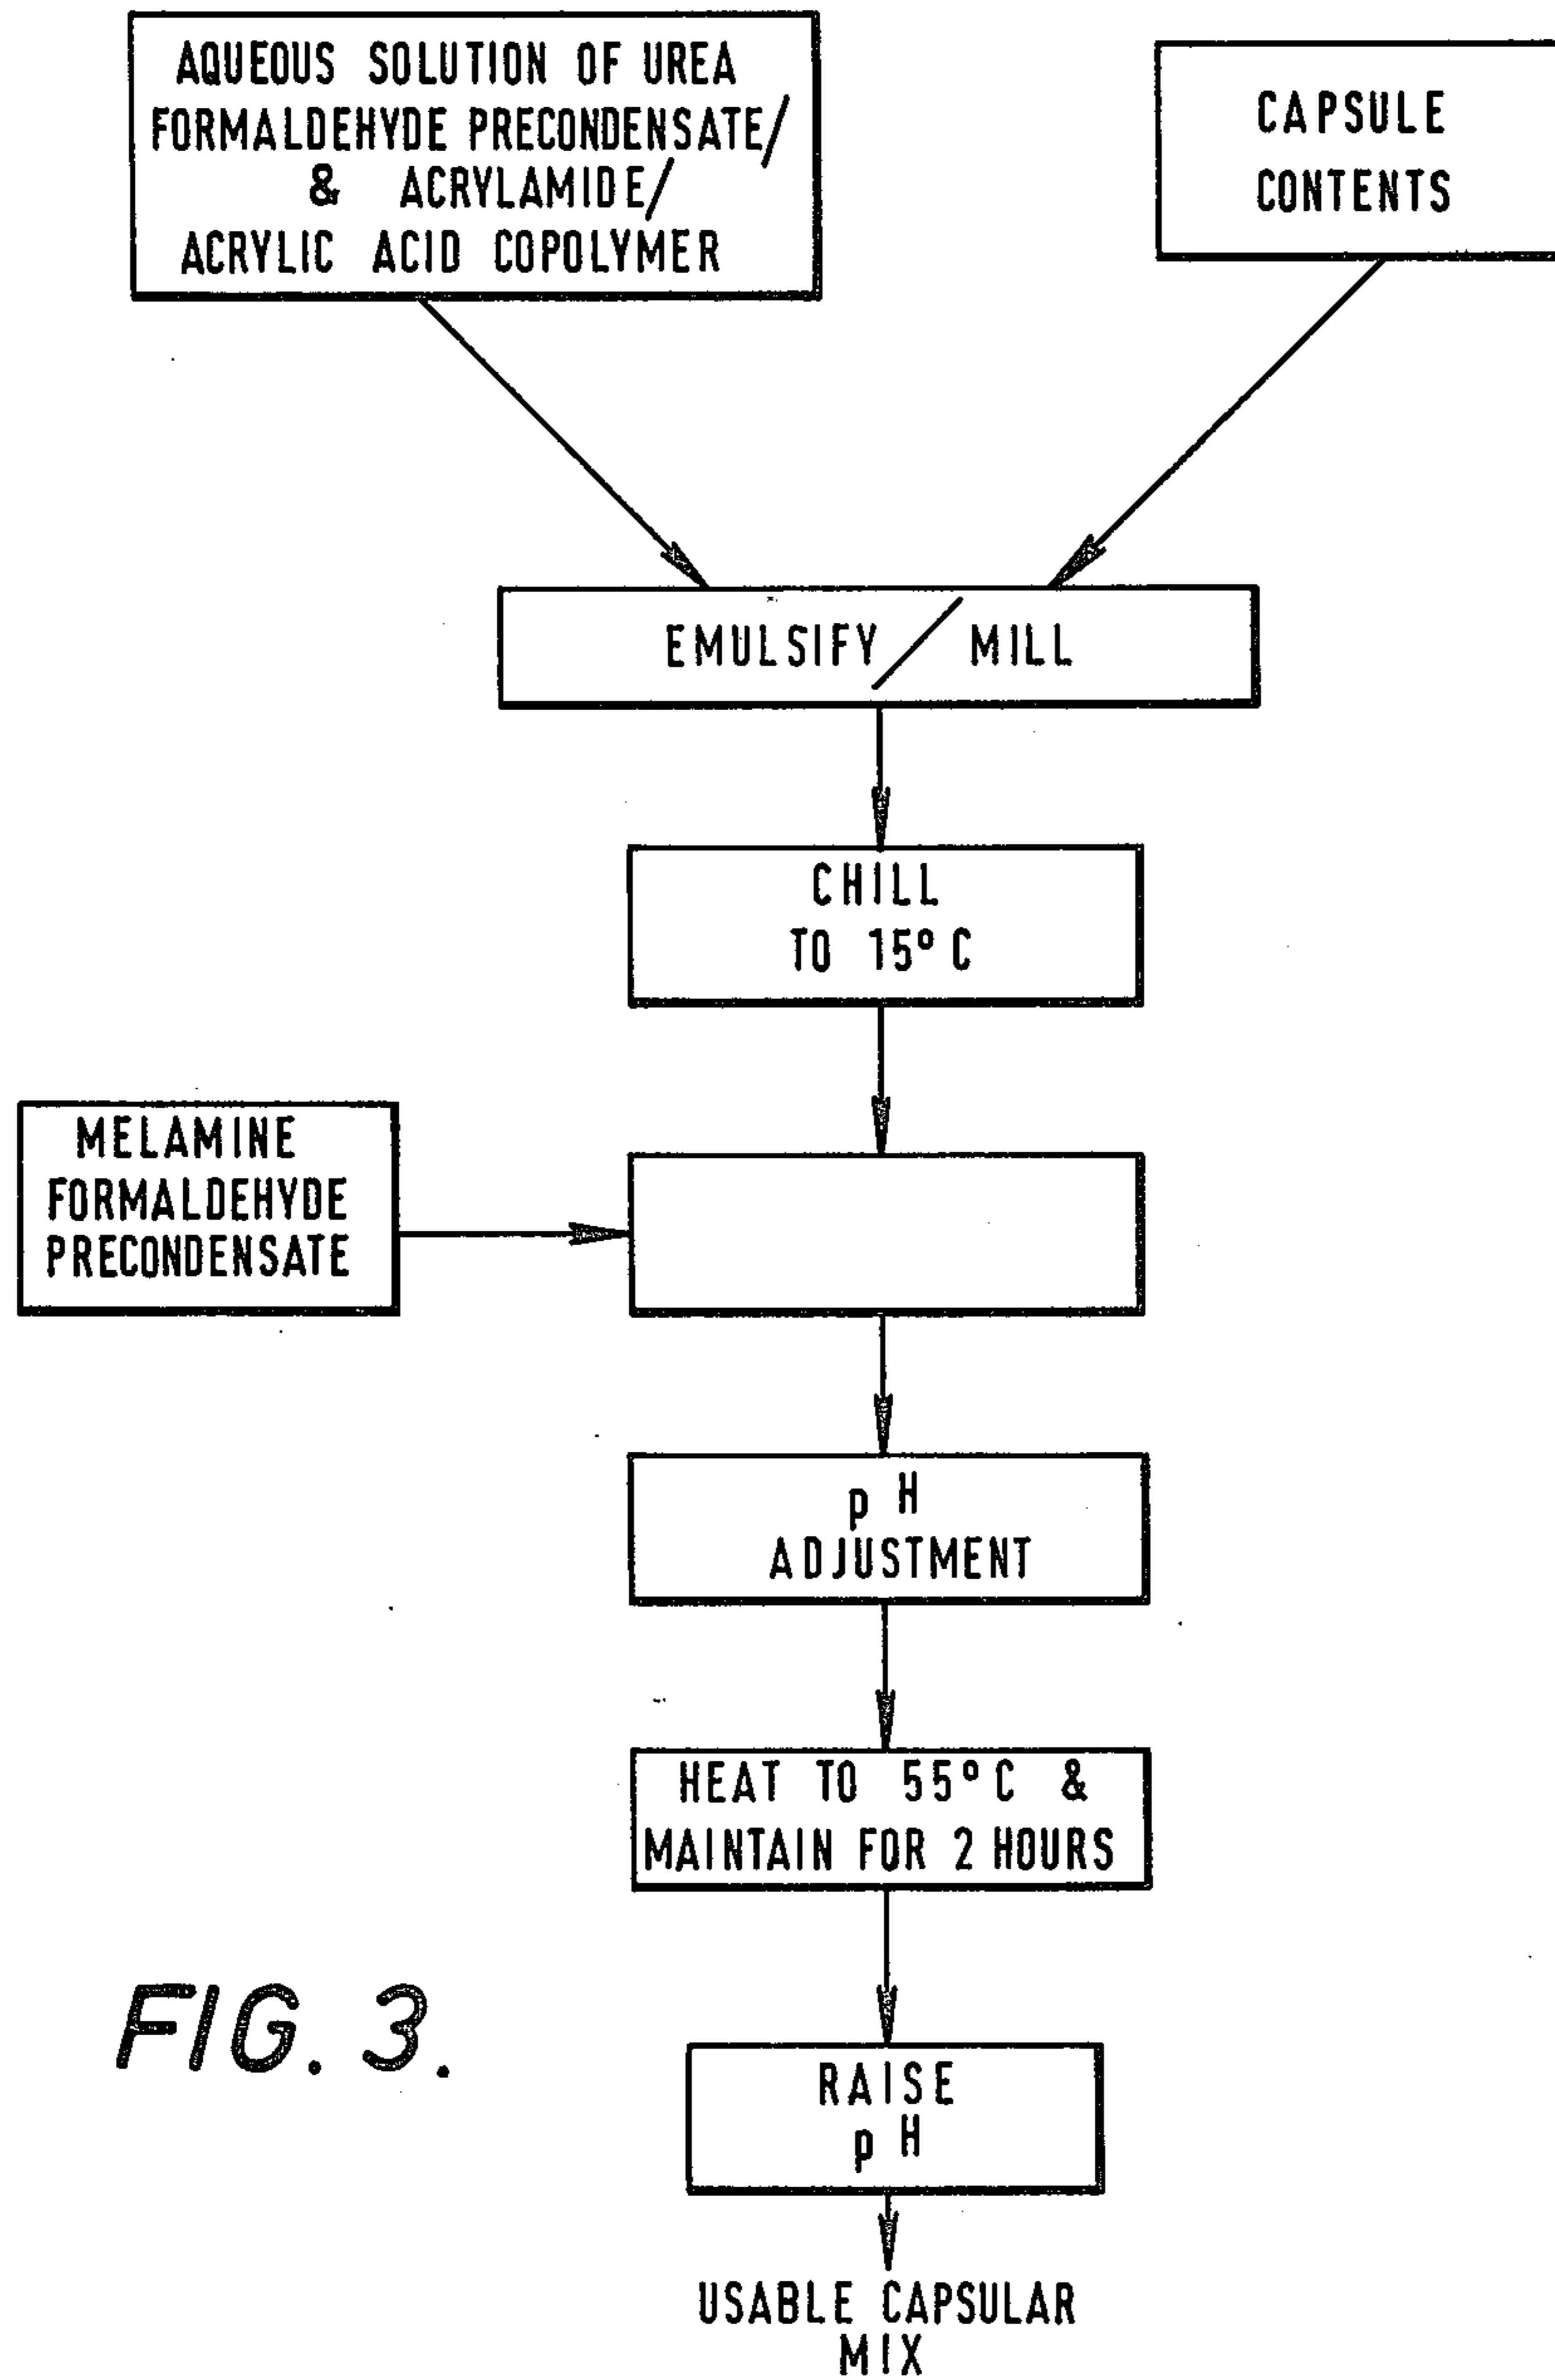 AQUEOUS SOLUTION OF UREA
FORMALDEHYDE PRECONDENSATE/
& ACRYLAMIDE/
ACRYLIC ACID COPOLYMER
CAPSULE
CONTENTS
EMULSIFY / MILL
CHILL
TO 15° C
MELAMINE
FORMALDEHYDE
PRECONDENSATE
pH
ADJUSTMENT
HEAT TO 55° C &
MAINTAIN FOR 2 HOURS
RAISE
pH
USABLE CAPSULAR
MIX
FIG. 3.